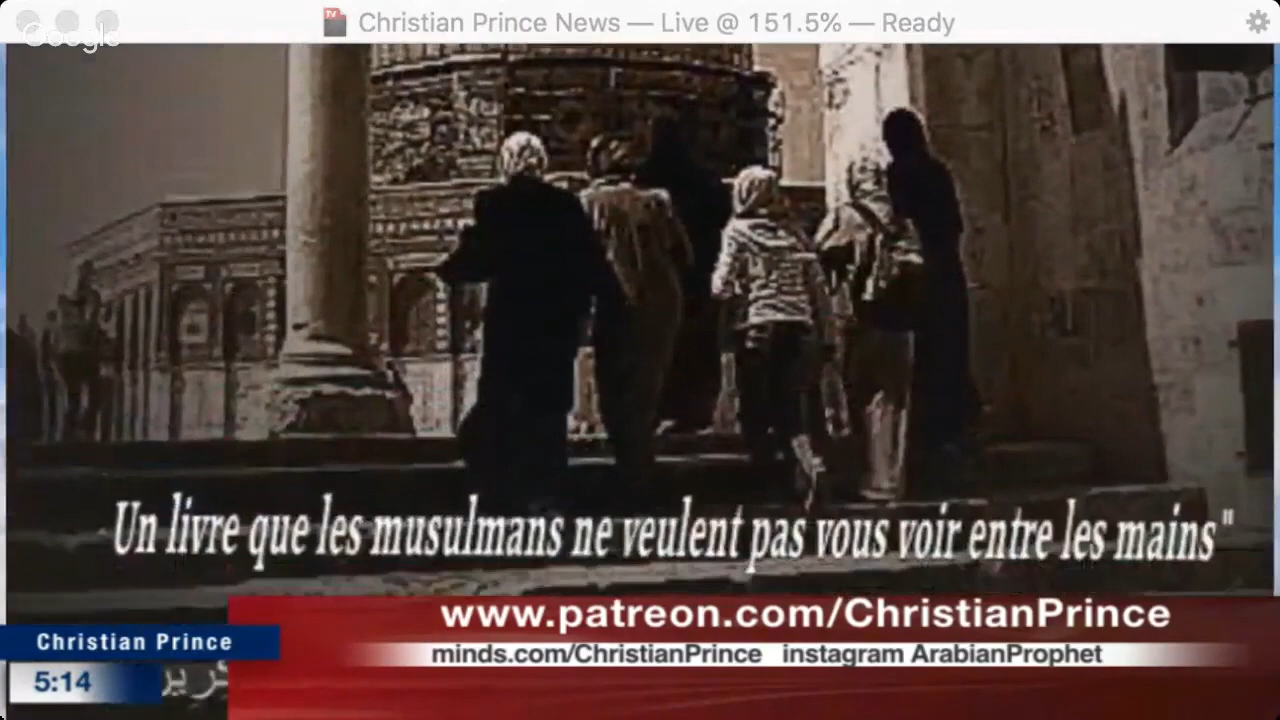 Christian Prince News — Live @ 151.5% — Ready
Google
Un livre que les musulmans ne veulent pas vous voir entre les mains"
www.patreon.com/ChristianPrince
Christian Prince
minds.com/ChristianPrince instagram ArabianProphet
5:14